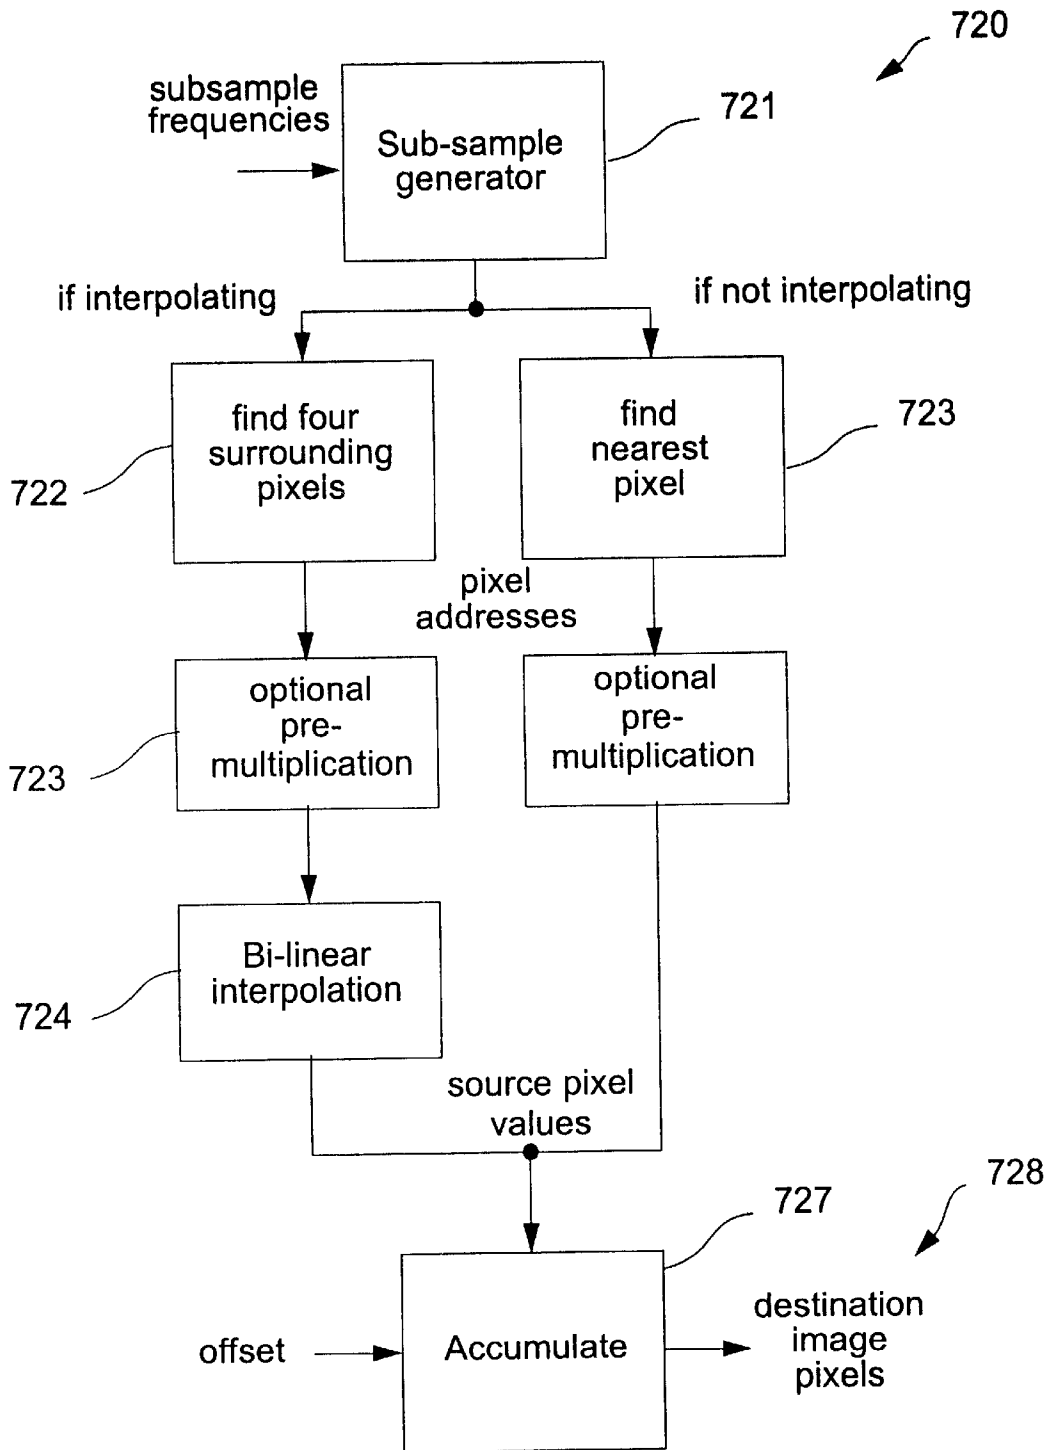 720
subsample
frequencies
721
Sub-sample
generator
if interpolating
if not interpolating
find four
surrounding
pixels
722
find
nearest
pixel
723
pixel
addresses
optional
pre-
multiplication
723
optional
pre-
multiplication
Bi-linear
interpolation
724
source pixel
values
727
728
offset
Accumulate
destination
image
pixels